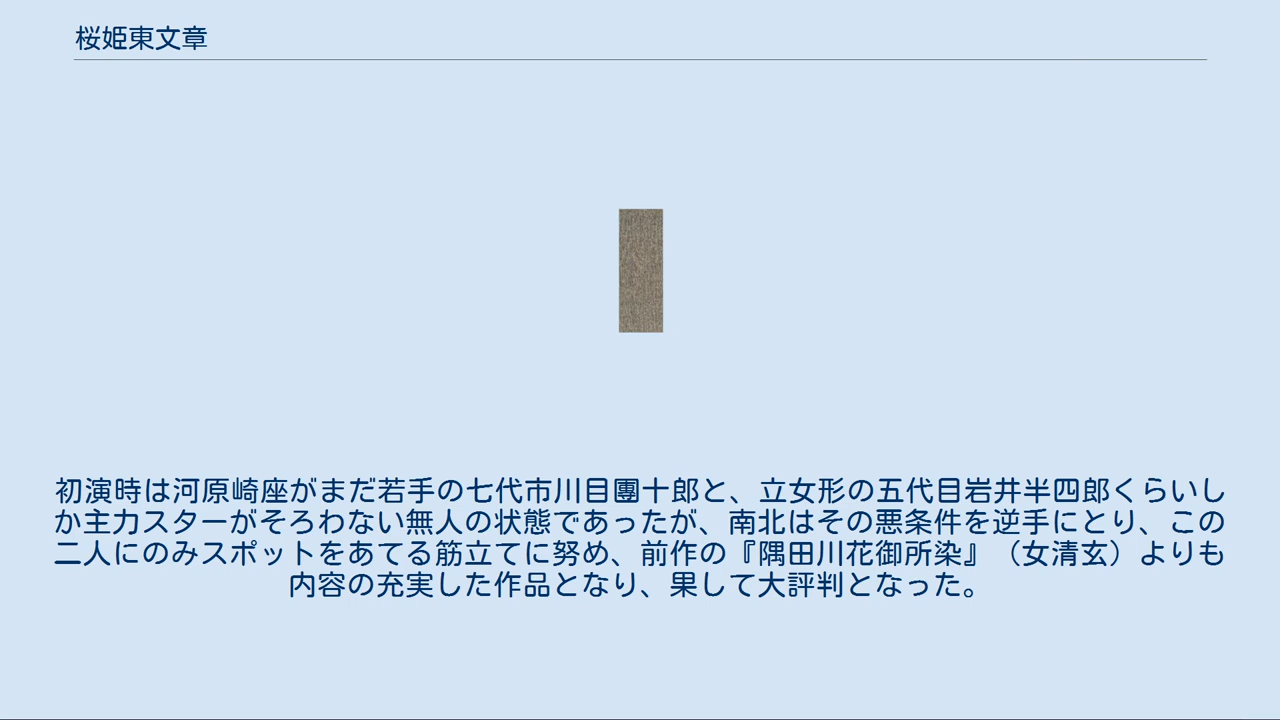 桜姫東文章
初演時は河原崎座がまだ若手の七代市川目團十郎と、立女形の五代目岩井半四郎くらいし
か主力スターがそろわない無人の状態であったが、南北はその悪条件を逆手にとり、この
二人にのみスポットをあてる筋立てに努め、前作の『隅田川花御所染』（女清玄）よりも
内容の充実した作品となり、果して大評判となった。